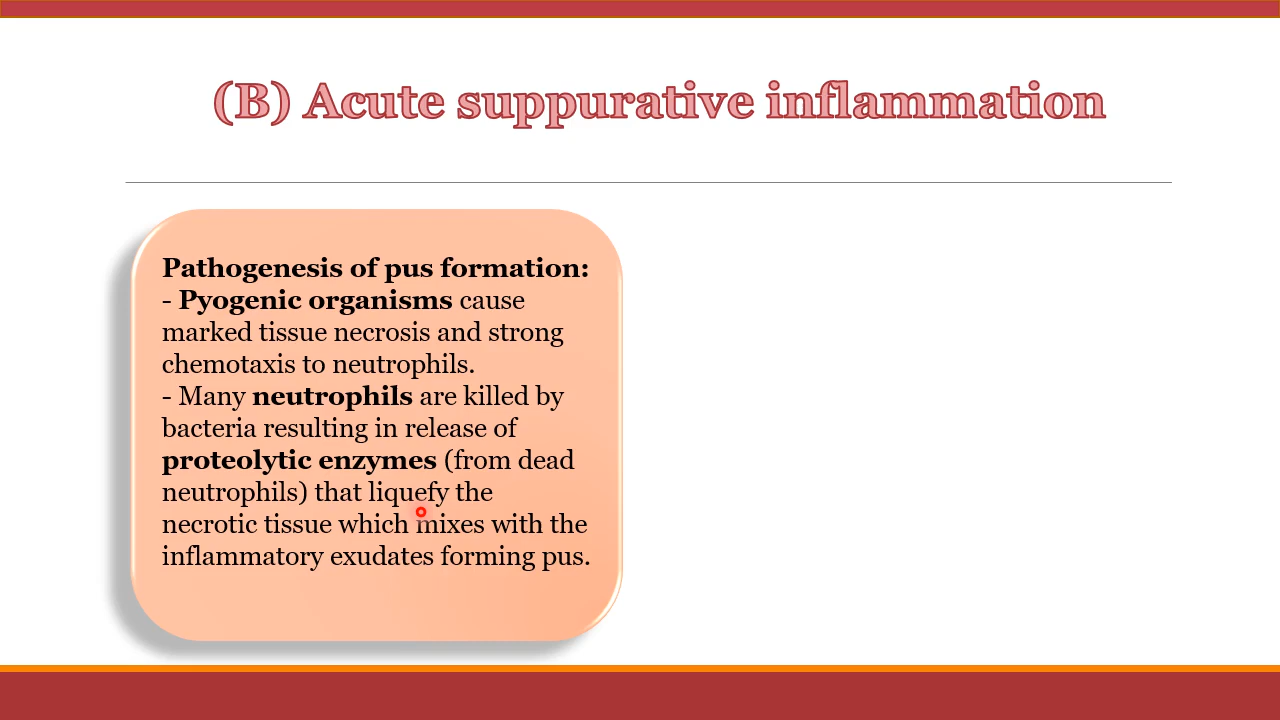 (B) Acute suppurative inflammation
Pathogenesis of pus formation:
- Pyogenic organisms cause
marked tissue necrosis and strong
chemotaxis to neutrophils.
- Many neutrophils are killed by
bacteria resulting in release of
proteolytic enzymes (from dead
neutrophils) that liquefy the
necrotic tissue which mixes with the
inflammatory exudates forming pus.